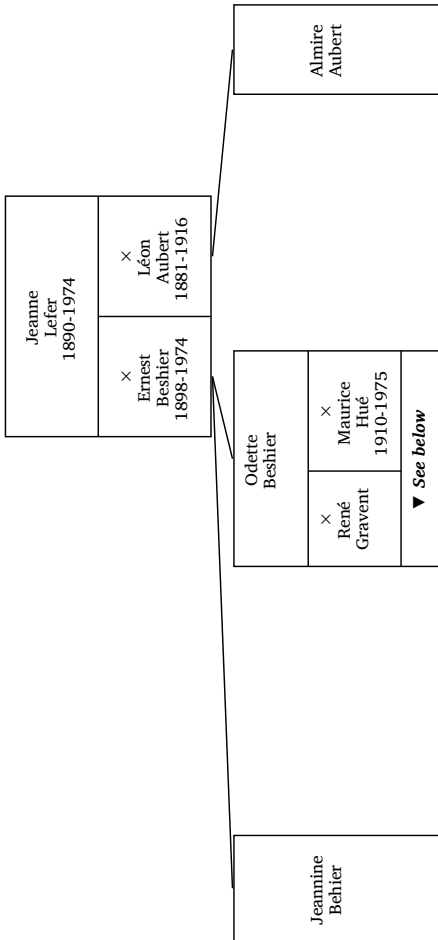 Jeanne
Lefer
1890-1974
×
Ernest
Beshier
1898-1974
×
Léon
Aubert
1881-1916
Jeannine
Behier
Odette
Beshier
×
René
Gravent
×
Maurice
Hué
1910-1975
▼ See below
Almire
Aubert